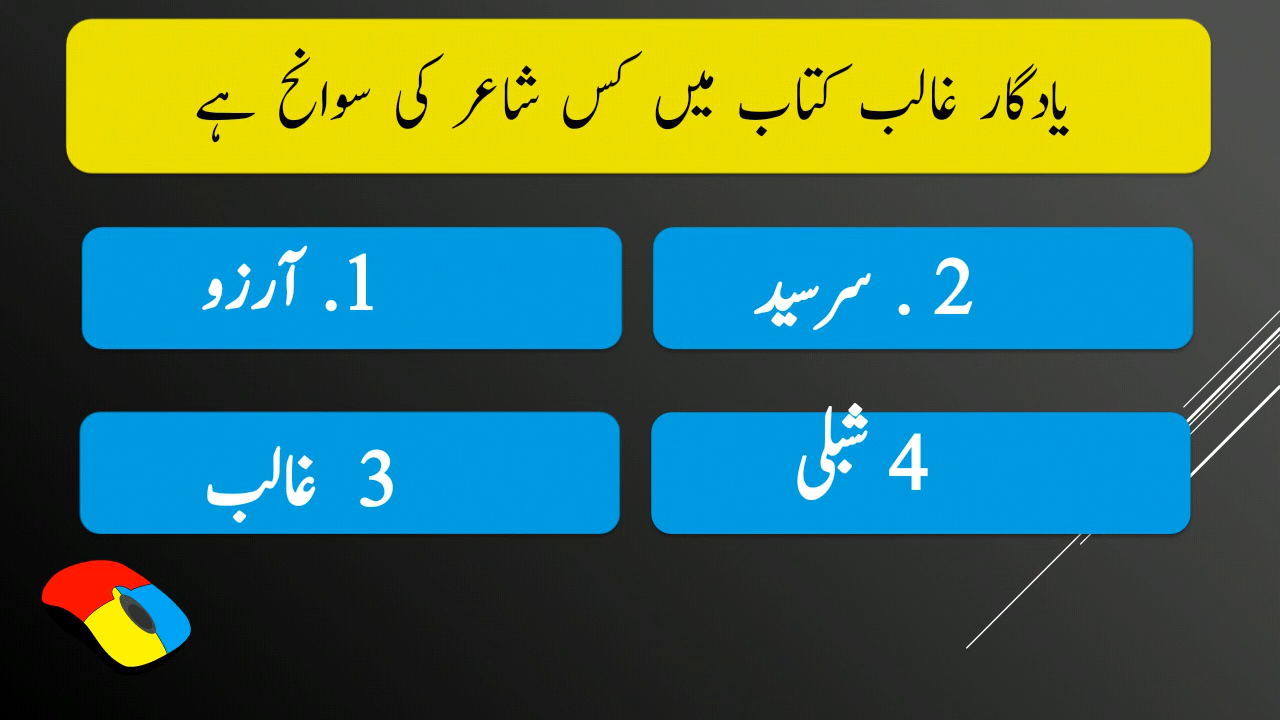 یادگار غالب کتاب میں کس شاعر کی سوانح ہے
1. آرزو
2 . سرسید
3 غالب
4 شبلی